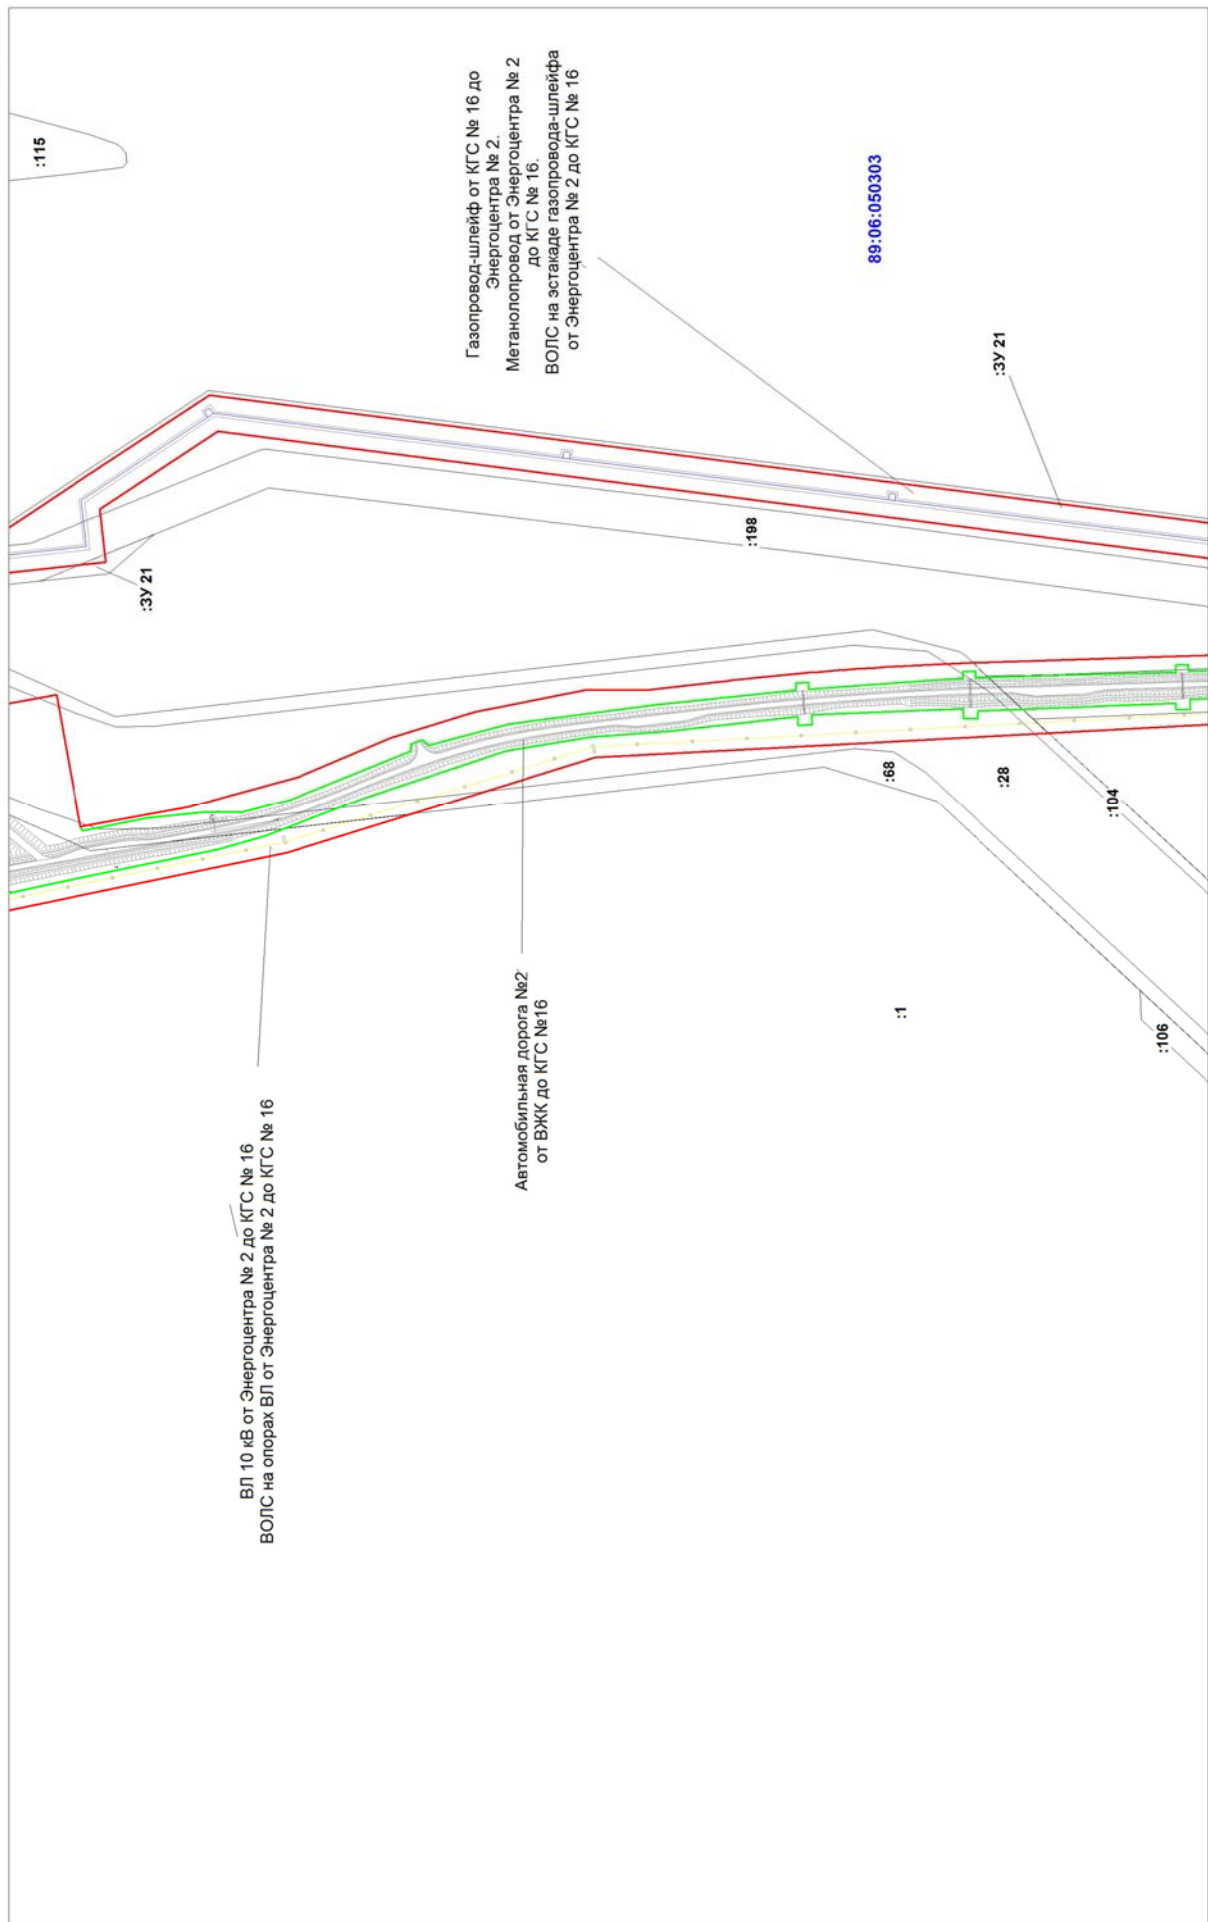 :115
Газопровод-шлейф от КГС № 16 до
Энергоцентра № 2.
Метанолопровод от Энергоцентра № 2
до КГС № 16.
ВОЛС на эстакаде газопровода-шлейфа
от Энергоцентра № 2 до КГС № 16
89:06:050303
:ЗУ 21
:198
:ЗУ 21
:68
:28
:104
:1
:106
Автомобильная дорога №2
от ВЖК до КГС №16
ВЛ 10 кВ от Энергоцентра № 2 до КГС № 16
ВОЛС на опорах ВЛ от Энергоцентра № 2 до КГС № 16